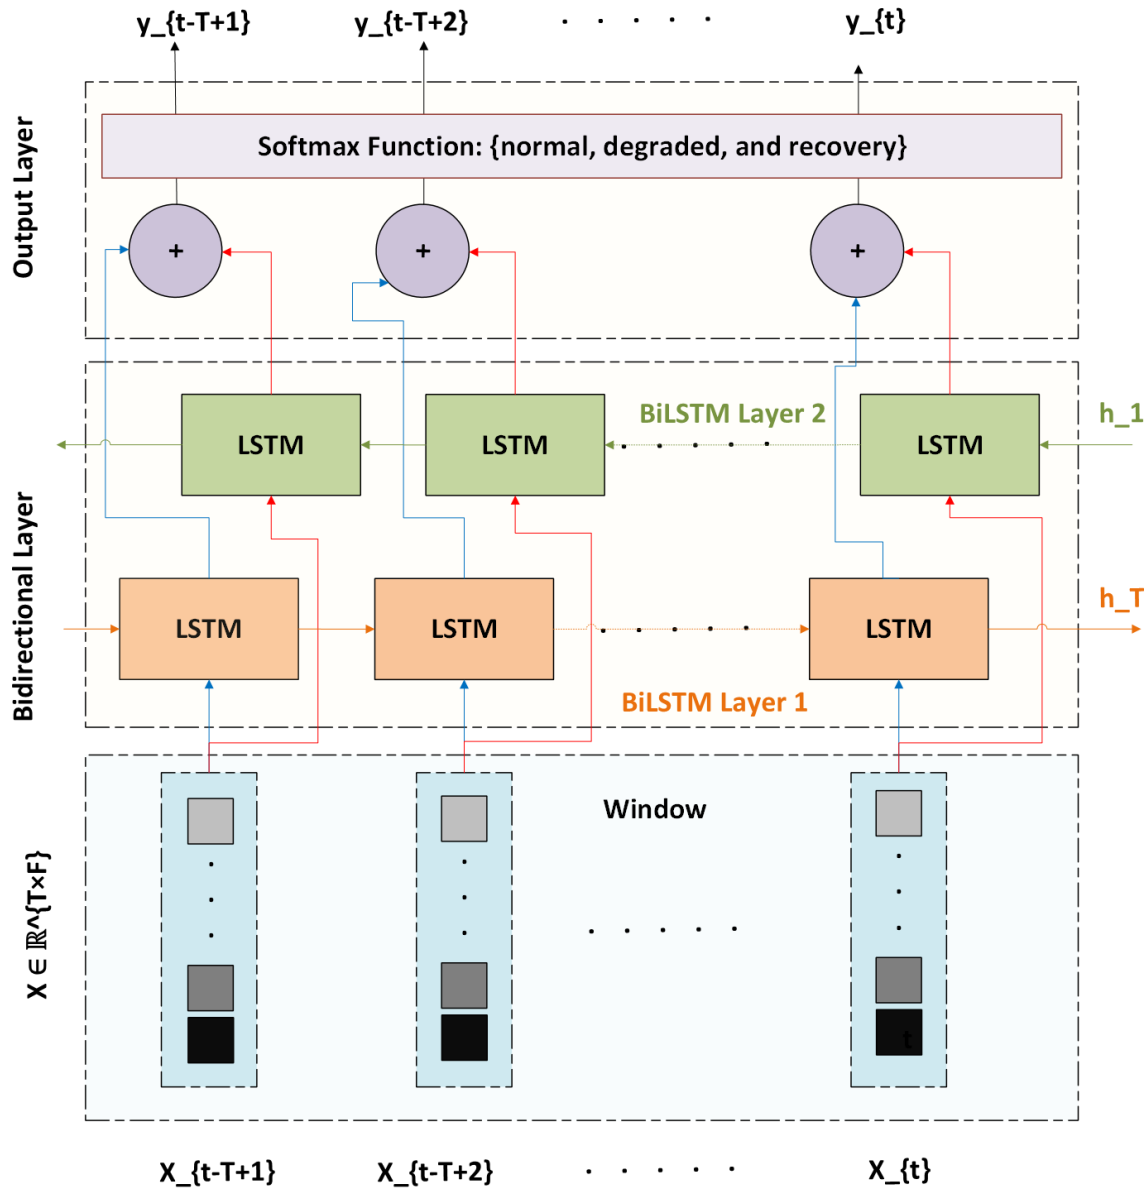 y_{t-T+1}
y_{t-T+2}
. . . . .
y_{t}
Output Layer
Softmax Function: {normal, degraded, and recovery}
+
+
+
Bidirectional Layer
BiLSTM Layer 2
h_1
LSTM
LSTM
. . . . .
LSTM
h_T
LSTM
LSTM
. . . . .
LSTM
BiLSTM Layer 1
X ∈ ℝ^{T×F}
Window
. . . . .
t
X_{t-T+1}
X_{t-T+2}
. . . . .
X_{t}